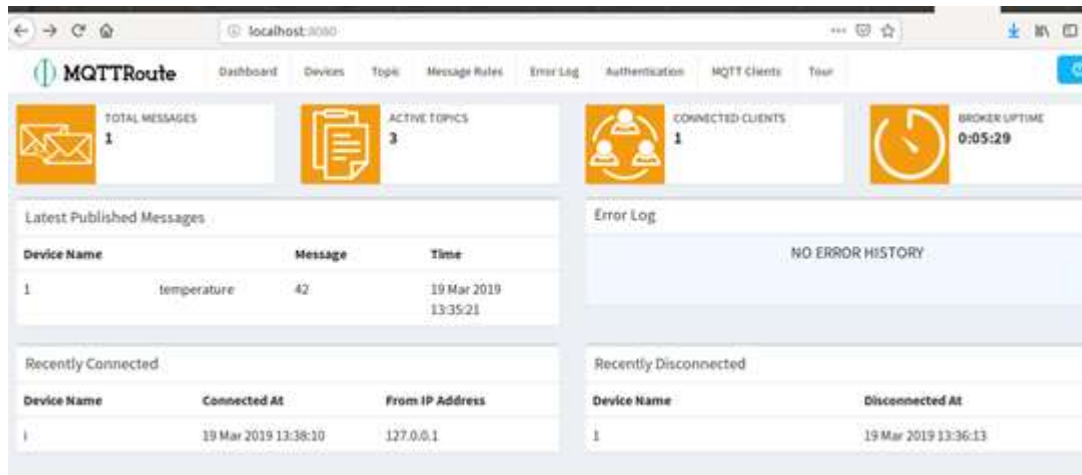 localhost:8080
MQTTRoute Dashboard Devices Topic Message Rules Error Log Authentication MQTT Clients Tour
TOTAL MESSAGES
1
ACTIVE TOPICS
3
CONNECTED CLIENTS
1
BROKER UPTIME
0:05:29
Latest Published Messages
Device Name Message Time
1 temperature 42 19 Mar 2019
13:35:21
Error Log
NO ERROR HISTORY
Recently Connected
Device Name Connected At From IP Address
19 Mar 2019 13:38:10 127.0.0.1
Recently Disconnected
Device Name Disconnected At
1 19 Mar 2019 13:36:13